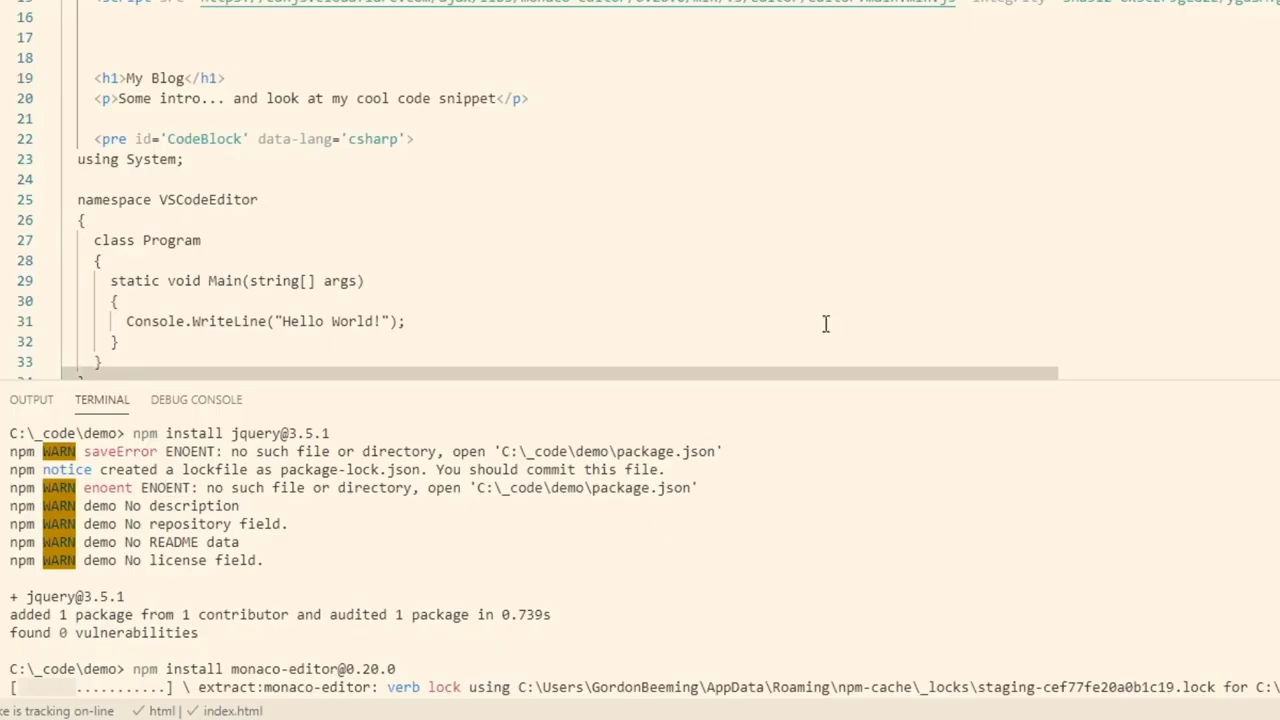 16
17
18
19 <h1>My Blog</h1>
20 <p>Some intro... and look at my cool code snippet</p>
21
22 <pre id='CodeBlock' data-lang='csharp'>
23 using System;
24
25 namespace VSCodeEditor
26 {
27 class Program
28 {
29 static void Main(string[] args)
30 {
31 Console.WriteLine("Hello World!");
32 }
33 }
OUTPUT TERMINAL DEBUG CONSOLE
C:\_code\demo> npm install jquery@3.5.1
npm WARN saveError ENOENT: no such file or directory, open 'C:\_code\demo\package.json'
npm notice created a lockfile as package-lock.json. You should commit this file.
npm WARN enoent ENOENT: no such file or directory, open 'C:\_code\demo\package.json'
npm WARN demo No description
npm WARN demo No repository field.
npm WARN demo No README data
npm WARN demo No license field.
+ jquery@3.5.1
added 1 package from 1 contributor and audited 1 package in 0.739s
found 0 vulnerabilities
C:\_code\demo> npm install monaco-editor@0.20.0
[ ...........] \ extract:monaco-editor: verb lock using C:\Users\GordonBeeming\AppData\Roaming\npm-cache\_locks\staging-cef77fe20a0b1c19.lock for C:\
ke is tracking on-line ✓ html | ✓ index.html